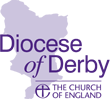 Diocese
of Derby
THE CHURCH
OF ENGLAND